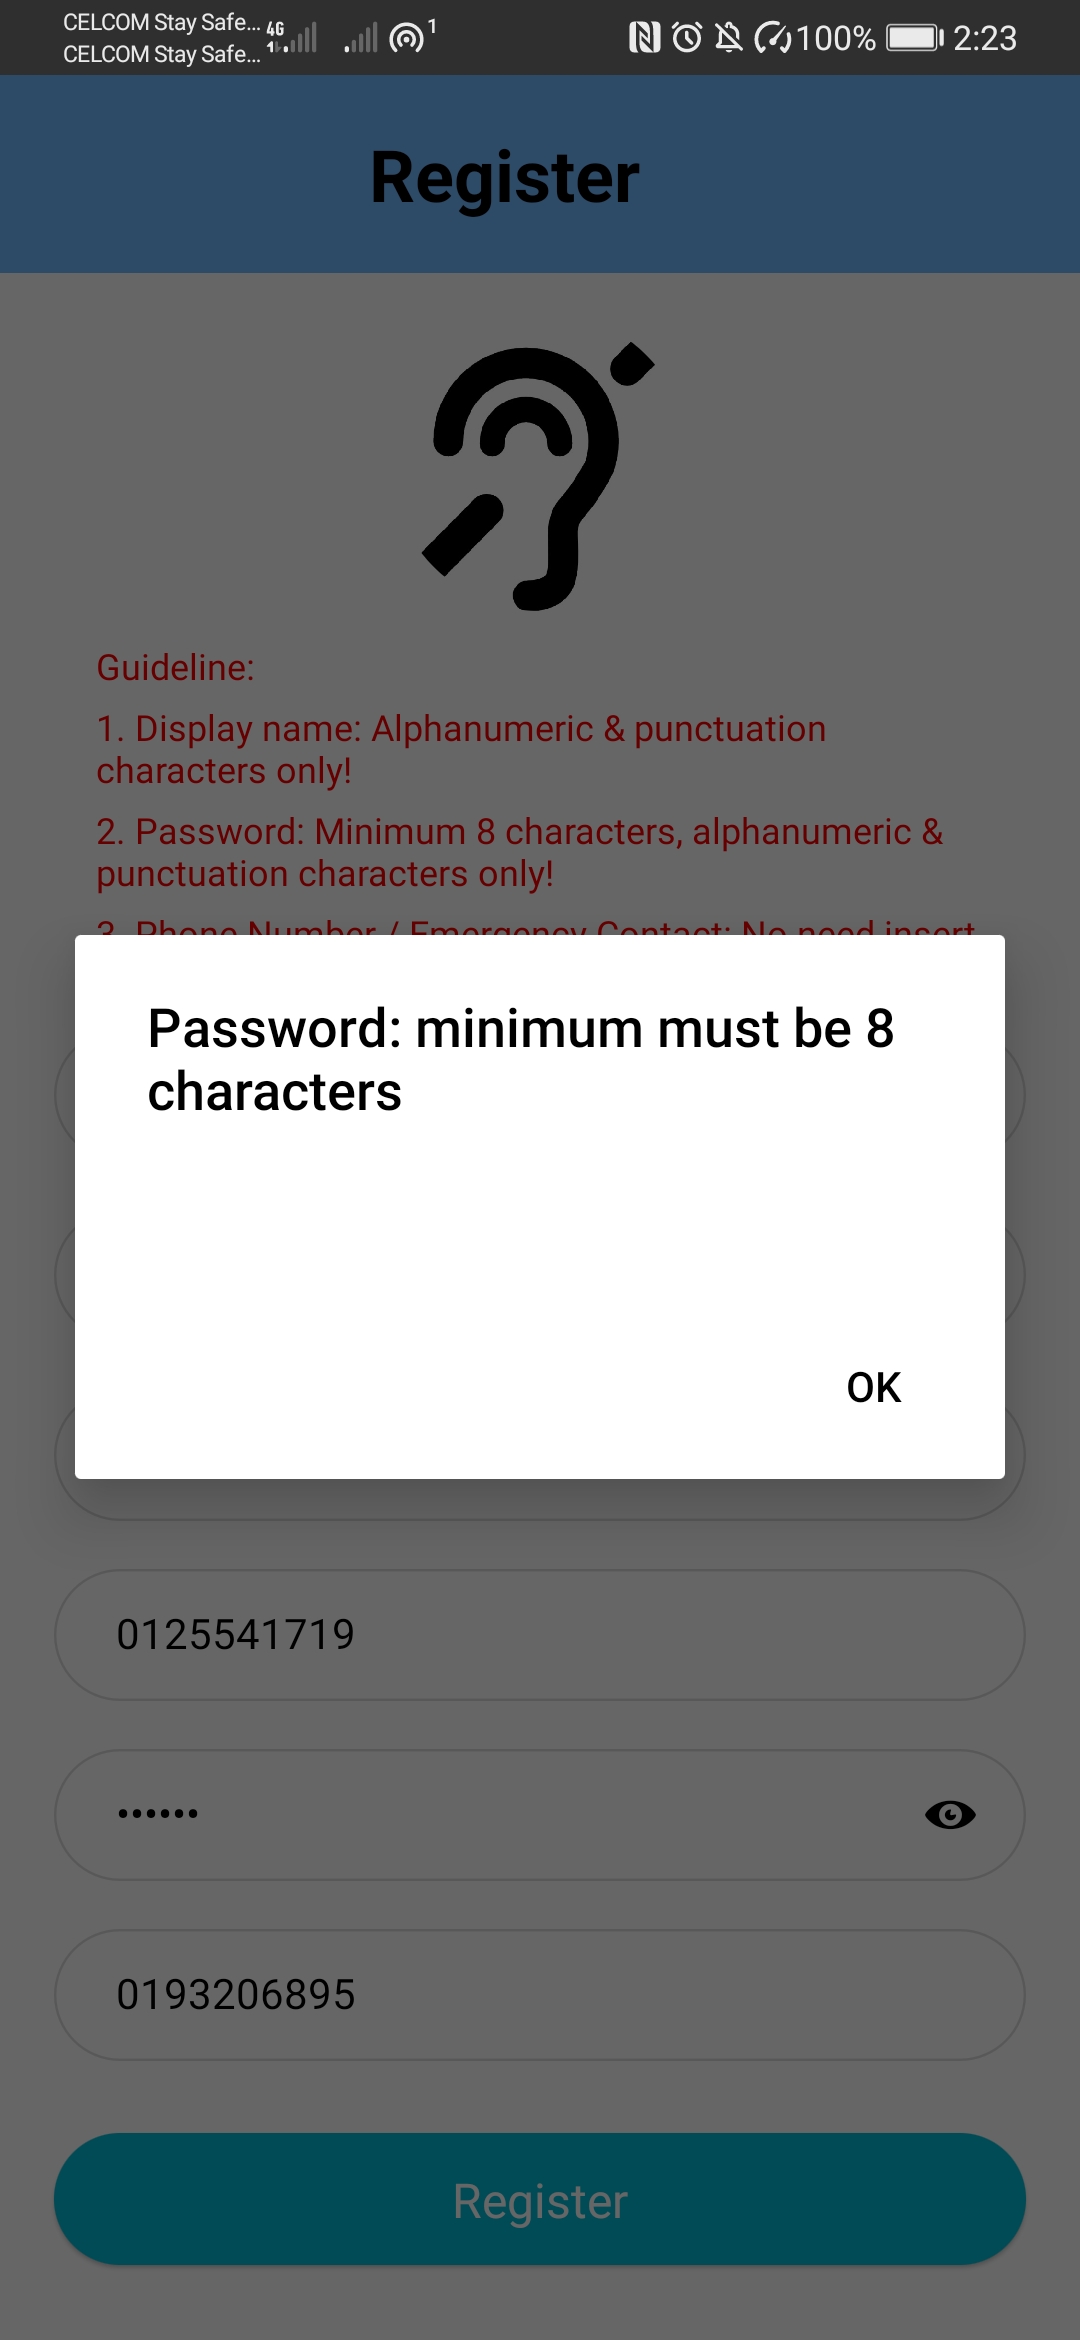 CELCOM Stay Safe... 4G 1 100% 2:23
CELCOM Stay Safe...
Register
Guideline:
1. Display name: Alphanumeric & punctuation
characters only!
2. Password: Minimum 8 characters, alphanumeric &
punctuation characters only!
3. Phone Number / Emergency Contact: No need insert
Password: minimum must be 8
characters
OK
0125541719
••••••
0193206895
Register